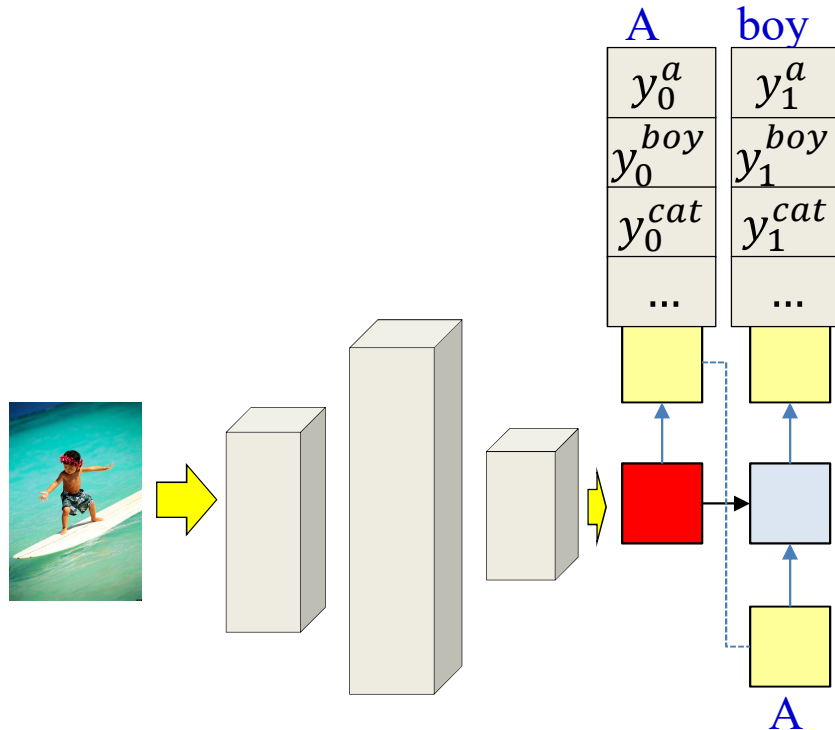 A boy
y_0^a y_1^a
y_0^{boy} y_1^{boy}
y_0^{cat} y_1^{cat}
... ...
A